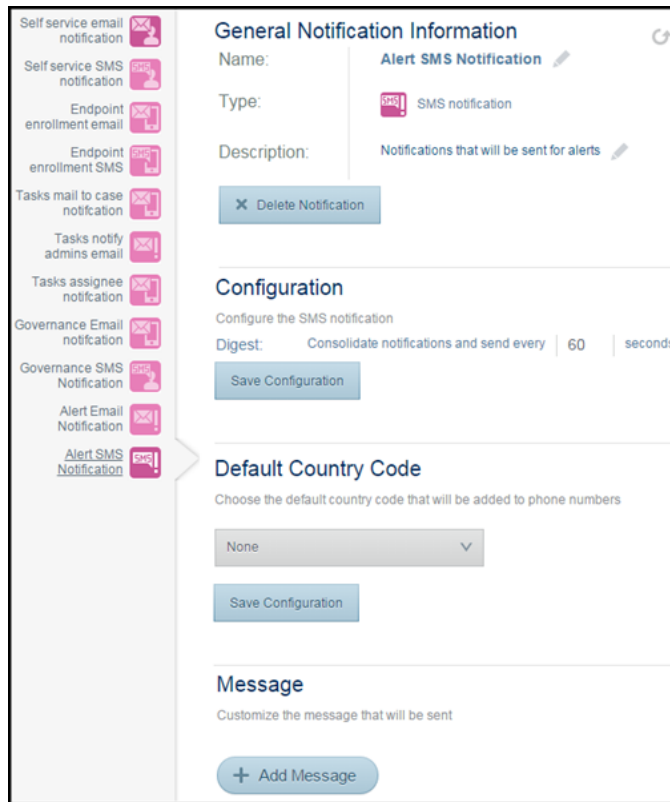 Self service email
notification
Self service SMS
notification
Endpoint
enrollment email
Endpoint
enrollment SMS
Tasks mail to case
notifcation
Tasks notify
admins email
Tasks assignee
notifcation
Governance Email
notifcation
Governance SMS
Notification
Alert Email
Notification
Alert SMS
Notification
General Notification Information
Name: Alert SMS Notification
Type: SMS SMS notification
Description: Notifications that will be sent for alerts
Delete Notification
Configuration
Configure the SMS notification
Digest: Consolidate notifications and send every 60 seconds
Save Configuration
Default Country Code
Choose the default country code that will be added to phone numbers
None
Save Configuration
Message
Customize the message that will be sent
+ Add Message